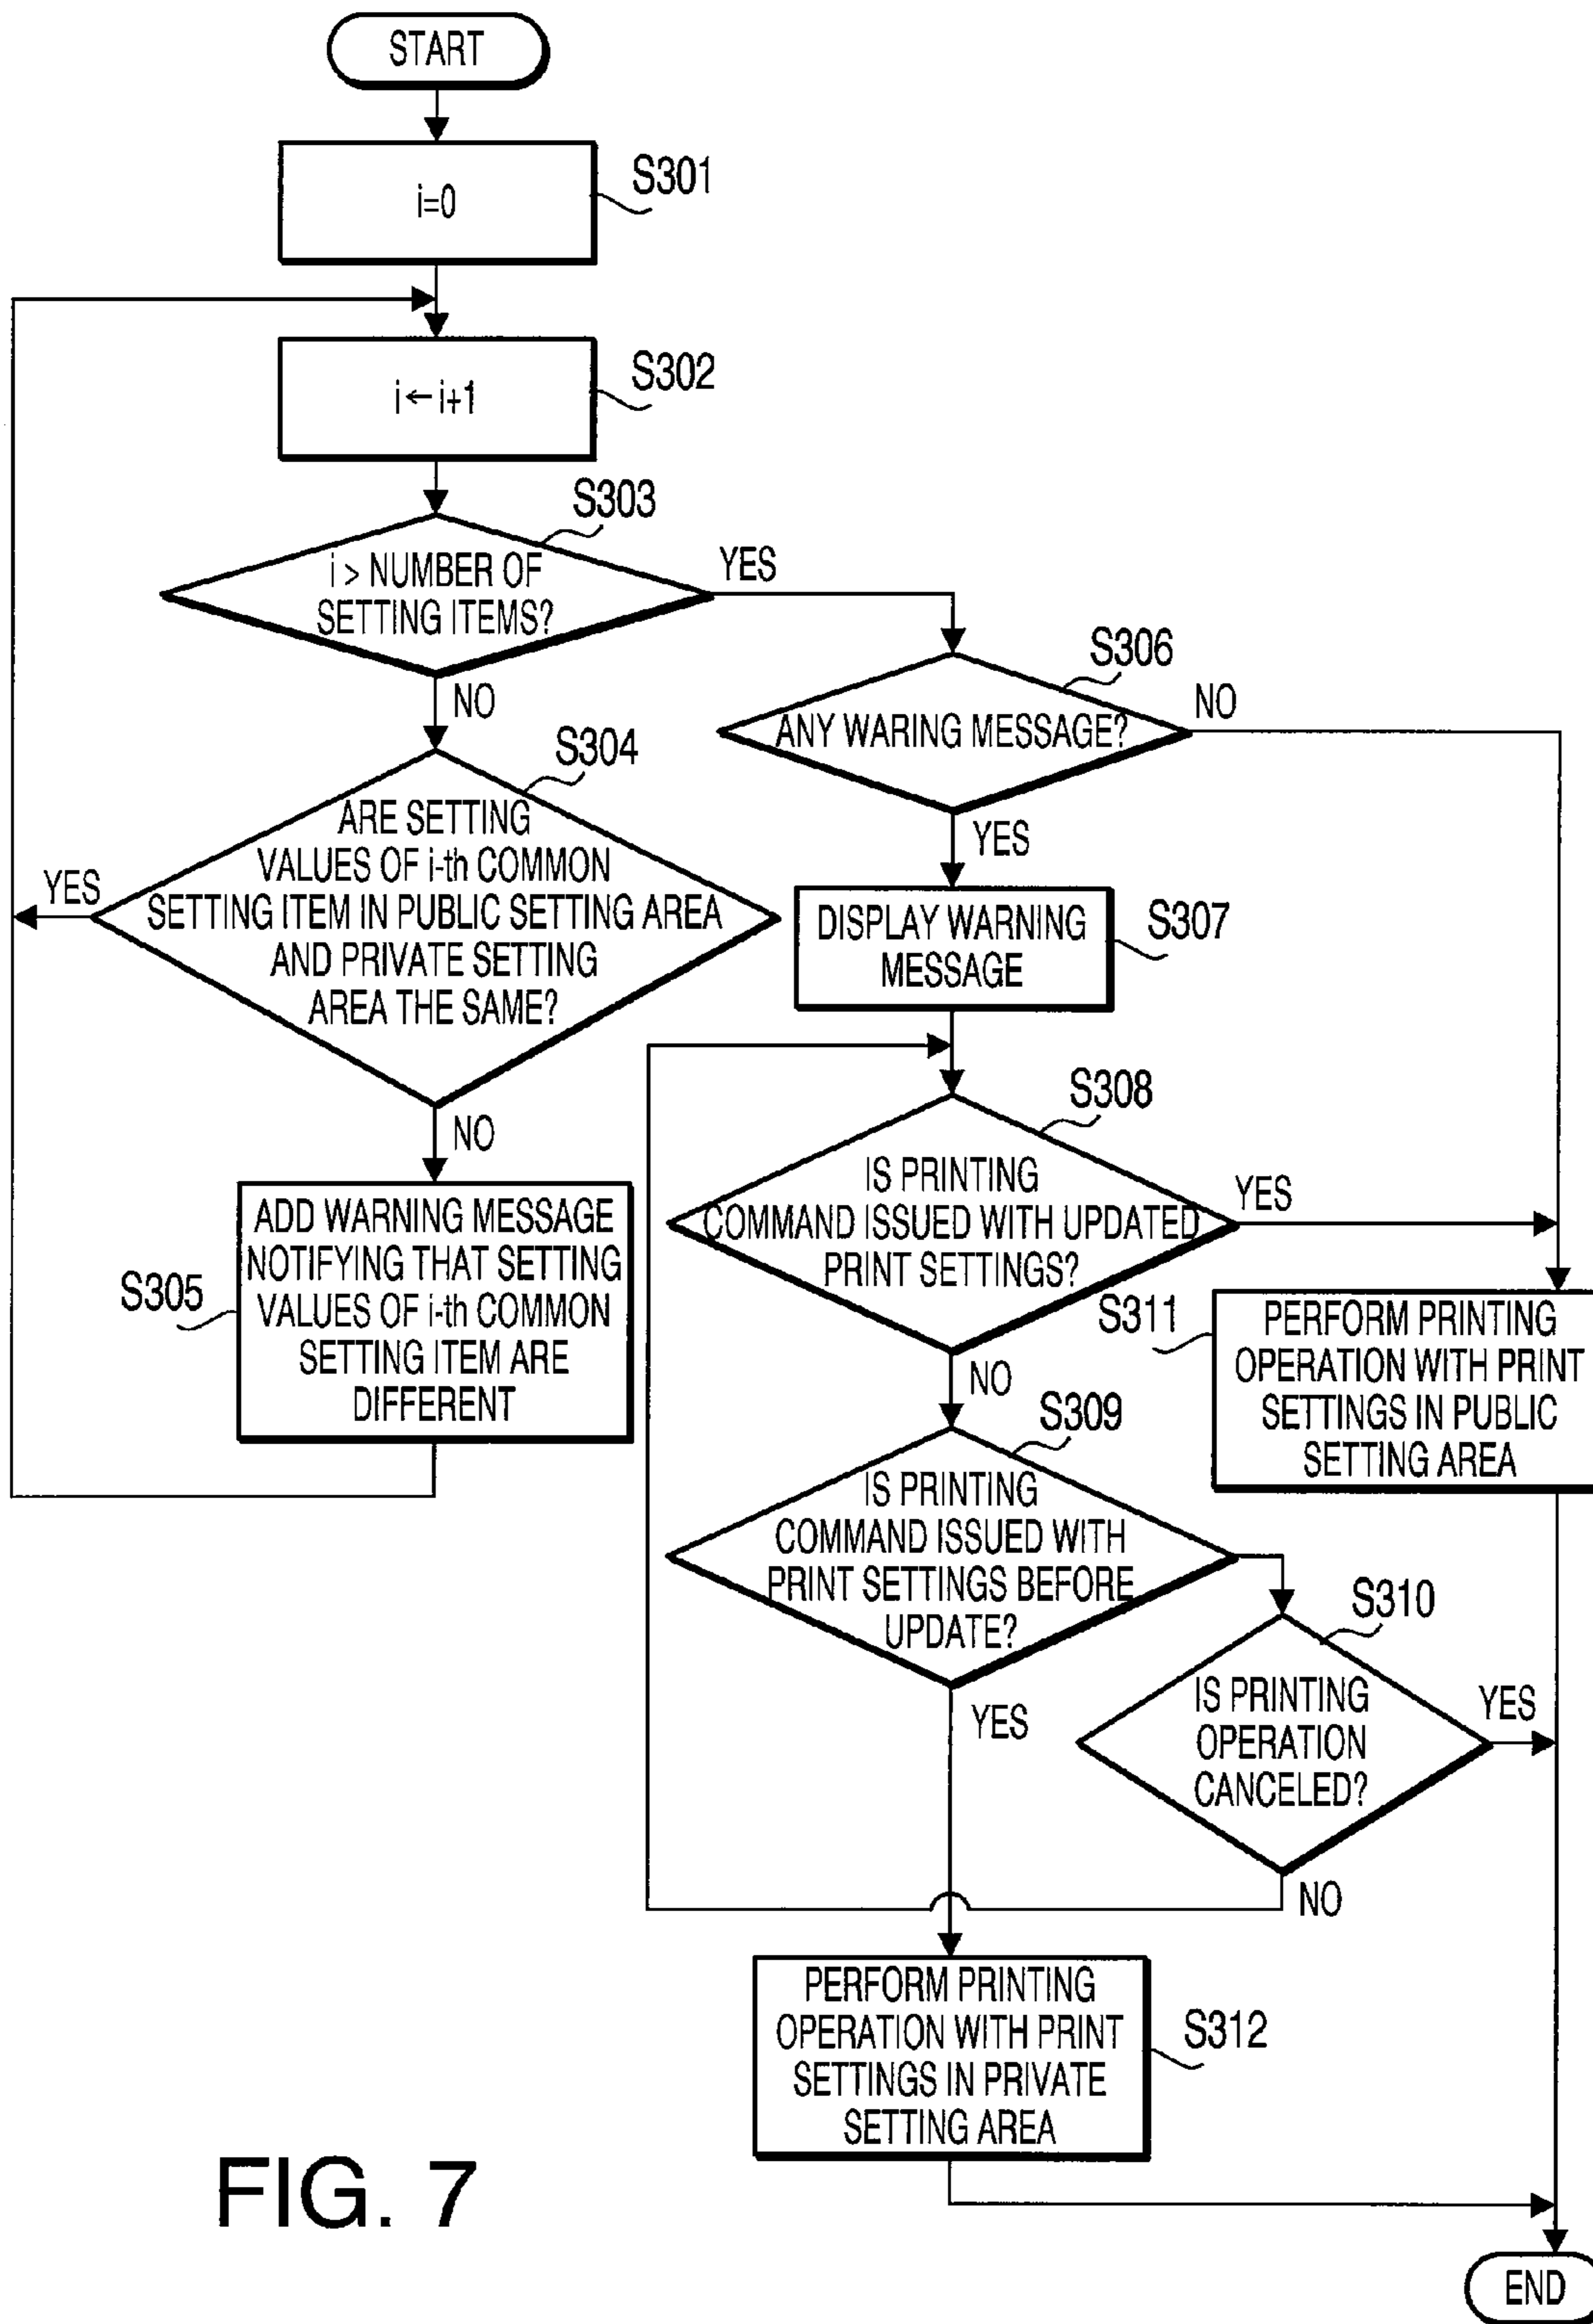 START
i=0
S301
i←i+1
S302
S303
i > NUMBER OF
SETTING ITEMS?
YES
NO
S304
ARE SETTING
VALUES OF i-th COMMON
SETTING ITEM IN PUBLIC SETTING AREA
AND PRIVATE SETTING
AREA THE SAME?
YES
NO
S305
ADD WARNING MESSAGE
NOTIFYING THAT SETTING
VALUES OF i-th COMMON
SETTING ITEM ARE
DIFFERENT
S306
ANY WARING MESSAGE?
NO
YES
DISPLAY WARNING
MESSAGE
S307
S308
IS PRINTING
COMMAND ISSUED WITH UPDATED
PRINT SETTINGS?
YES
NO
S311
PERFORM PRINTING
OPERATION WITH PRINT
SETTINGS IN PUBLIC
SETTING AREA
S309
IS PRINTING
COMMAND ISSUED WITH
PRINT SETTINGS BEFORE
UPDATE?
YES
S310
IS PRINTING
OPERATION
CANCELED?
YES
NO
PERFORM PRINTING
OPERATION WITH PRINT
SETTINGS IN PRIVATE
SETTING AREA
S312
END
FIG. 7